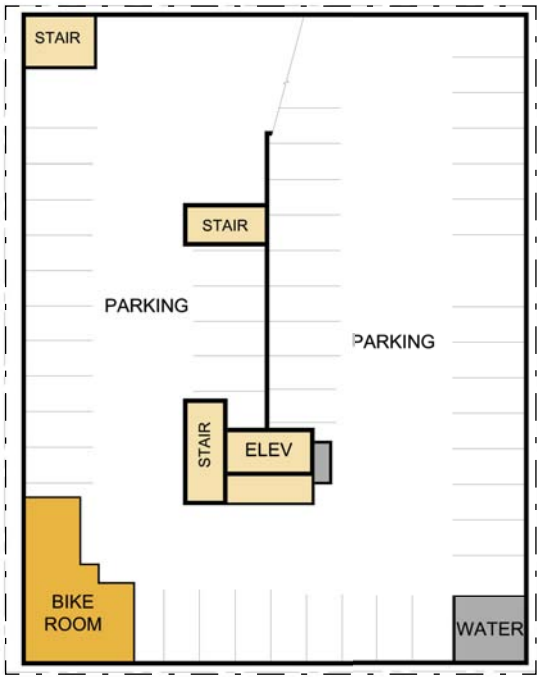 STAIR
STAIR
PARKING
PARKING
STAIR
ELEV
BIKE
ROOM
WATER